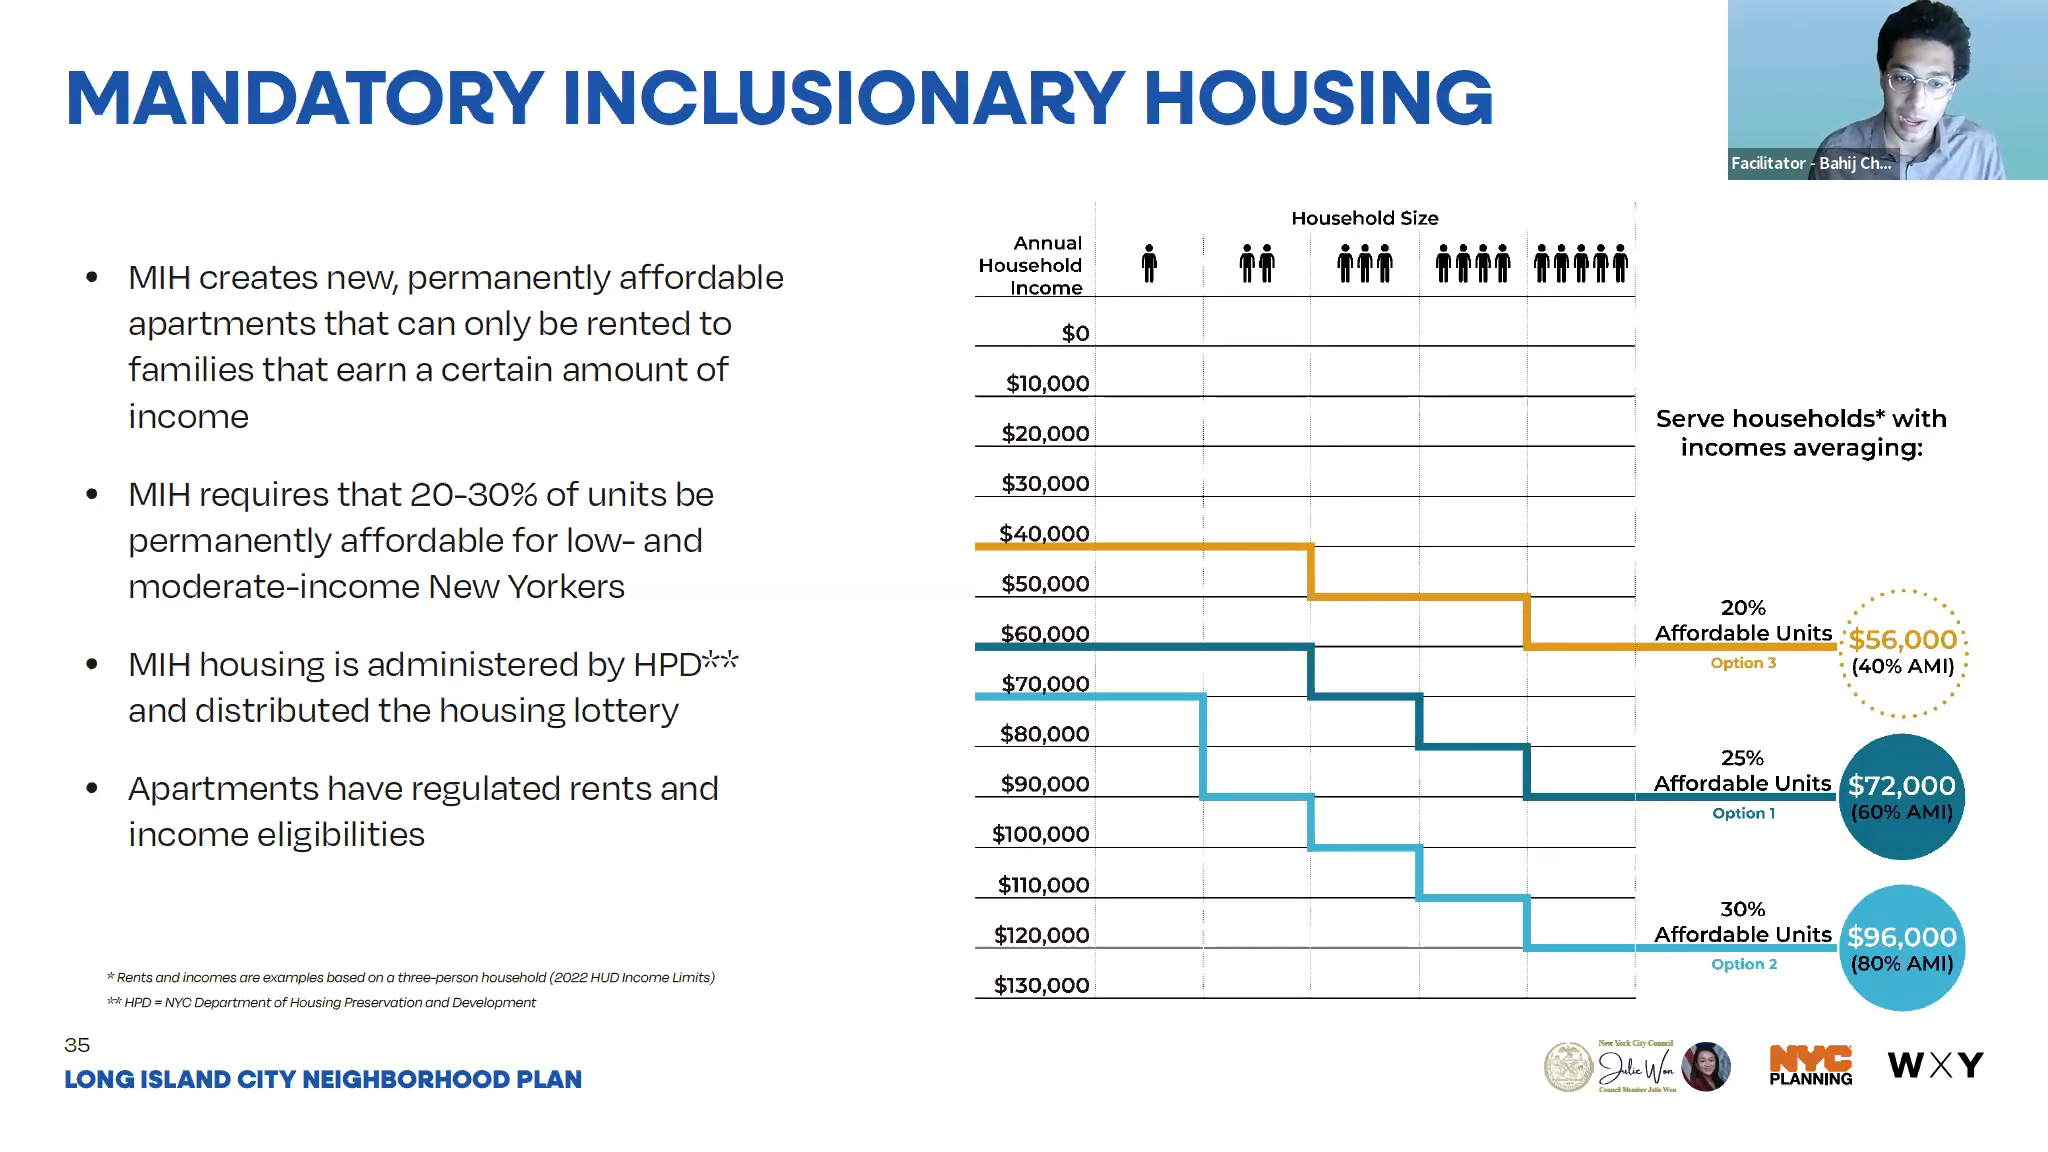 MANDATORY INCLUSIONARY HOUSING
Facilitator - Bahij Ch...
• MIH creates new, permanently affordable
apartments that can only be rented to
families that earn a certain amount of
income
• MIH requires that 20-30% of units be
permanently affordable for low- and
moderate-income New Yorkers
• MIH housing is administered by HPD**
and distributed the housing lottery
• Apartments have regulated rents and
income eligibilities
* Rents and incomes are examples based on a three-person household (2022 HUD Income Limits)
** HPD = NYC Department of Housing Preservation and Development
Household Size
Annual
Household
Income
$0
$10,000
$20,000
$30,000
$40,000
$50,000
$60,000
$70,000
$80,000
$90,000
$100,000
$110,000
$120,000
$130,000
Serve households* with
incomes averaging:
20%
Affordable Units
Option 3
$56,000
(40% AMI)
25%
Affordable Units
Option 1
$72,000
(60% AMI)
30%
Affordable Units
Option 2
$96,000
(80% AMI)
35
LONG ISLAND CITY NEIGHBORHOOD PLAN
New York City Council
Julie Won
Council Member Julie Won
NYC
PLANNING
WXY